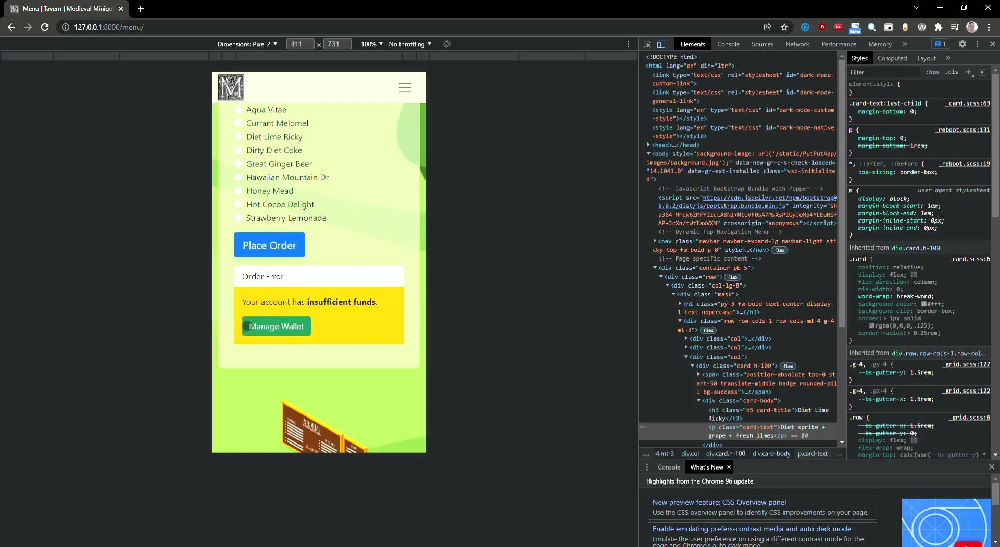 Menu | Tavern | Medieval Minigol
127.0.0.1:8000/menu/
New
Dimensions: Pixel 2 ▼ 411 × 731 100% ▼ No throttling ▼
M
Aqua Vitae
Currant Melomel
Diet Lime Ricky
Dirty Diet Coke
Great Ginger Beer
Hawaiian Mountain Dr
Honey Mead
Hot Cocoa Delight
Strawberry Lemonade
Place Order
Order Error
Your account has insufficient funds.
Manage Wallet
BEER MENU
Elements Console Sources Network Performance Memory » 1
<!DOCTYPE html>
<html lang="en" dir="ltr">
<link type="text/css" rel="stylesheet" id="dark-mode-
custom-link">
<link type="text/css" rel="stylesheet" id="dark-mode-
general-link">
<style lang="en" type="text/css" id="dark-mode-custom
-style"></style>
<style lang="en" type="text/css" id="dark-mode-native
-style"></style>
<head>…</head>
<body style="background-image: url('/static/PutPutApp/
images/background.jpg');" data-new-gr-c-s-check-loaded=
"14.1041.0" data-gr-ext-installed class="vsc-initialize
d">
<!-- Javascript Bootstrap Bundle with Popper -->
<script src="https://cdn.jsdelivr.net/npm/bootstrap@
5.0.2/dist/js/bootstrap.bundle.min.js" integrity="sh
crossorigin="anonymous"></script>
<!-- Dynamic Top Navigation Menu -->
<nav class="navbar navbar-expand-lg navbar-light sti
cky-top fw-bold p-0" style>…</nav> flex
<!-- Page specific content -->
<div class="container pb-5">
<div class="row"> flex
<div class="col-lg-8">
<div class="mask">
<h1 class="py-3 fw-bold text-center display-
1 text-uppercase">…</h1>
<div class="row row-cols-1 row-cols-md-4 g-4
mt-3"> flex
<div class="col">…</div>
<div class="col">…</div>
<div class="col">
<div class="card h-100"> flex
<span class="position-absolute top-0 st
art-50 translate-middle badge rounded-pil
l bg-success">…</span>
<div class="card-body">
<h3 class="h5 card-title">Diet Lime
Ricky</h3>
<p class="card-text">Diet sprite +
grape + fresh limes</p> == $0
</div>
... -4.mt-3 div.col div.card.h-100 div.card-body p.card-text ...
Styles Computed Layout »
Filter :hov .cls +
element.style {
}
.card-text:last-child { _card.scss:63
margin-bottom: 0;
}
p { _reboot.scss:131
margin-top: 0;
margin-bottom: 1rem;
}
*, ::after, ::before { _reboot.scss:19
box-sizing: border-box;
}
p { user agent stylesheet
display: block;
margin-block-start: 1em;
margin-block-end: 1em;
margin-inline-start: 0px;
margin-inline-end: 0px;
}
Inherited from div.card.h-100
.card { _card.scss:6
position: relative;
display: flex;
flex-direction: column;
min-width: 0;
word-wrap: break-word;
background-color: #fff;
background-clip: border-box;
border: 1px solid
rgba(0,0,0,.125);
border-radius: 0.25rem;
}
Inherited from div.row.row-cols-1.row-col…
.g-4, .gy-4 { _grid.scss:127
--bs-gutter-y: 1.5rem;
}
.g-4, .gx-4 { _grid.scss:122
--bs-gutter-x: 1.5rem;
}
.row { _grid.scss:6
--bs-gutter-x: 1.5rem;
--bs-gutter-y: 0;
display: flex;
flex-wrap: wrap;
margin-top: calc(var(--bs-gutter-y) *
Console What's New ×
Highlights from the Chrome 96 update
New preview feature: CSS Overview panel
Use the CSS overview panel to identify CSS improvements on your page.
Enable emulating prefers-contrast media and auto dark mode
Emulate the user preference on using a different contrast mode for the
page and Chrome's auto dark mode.